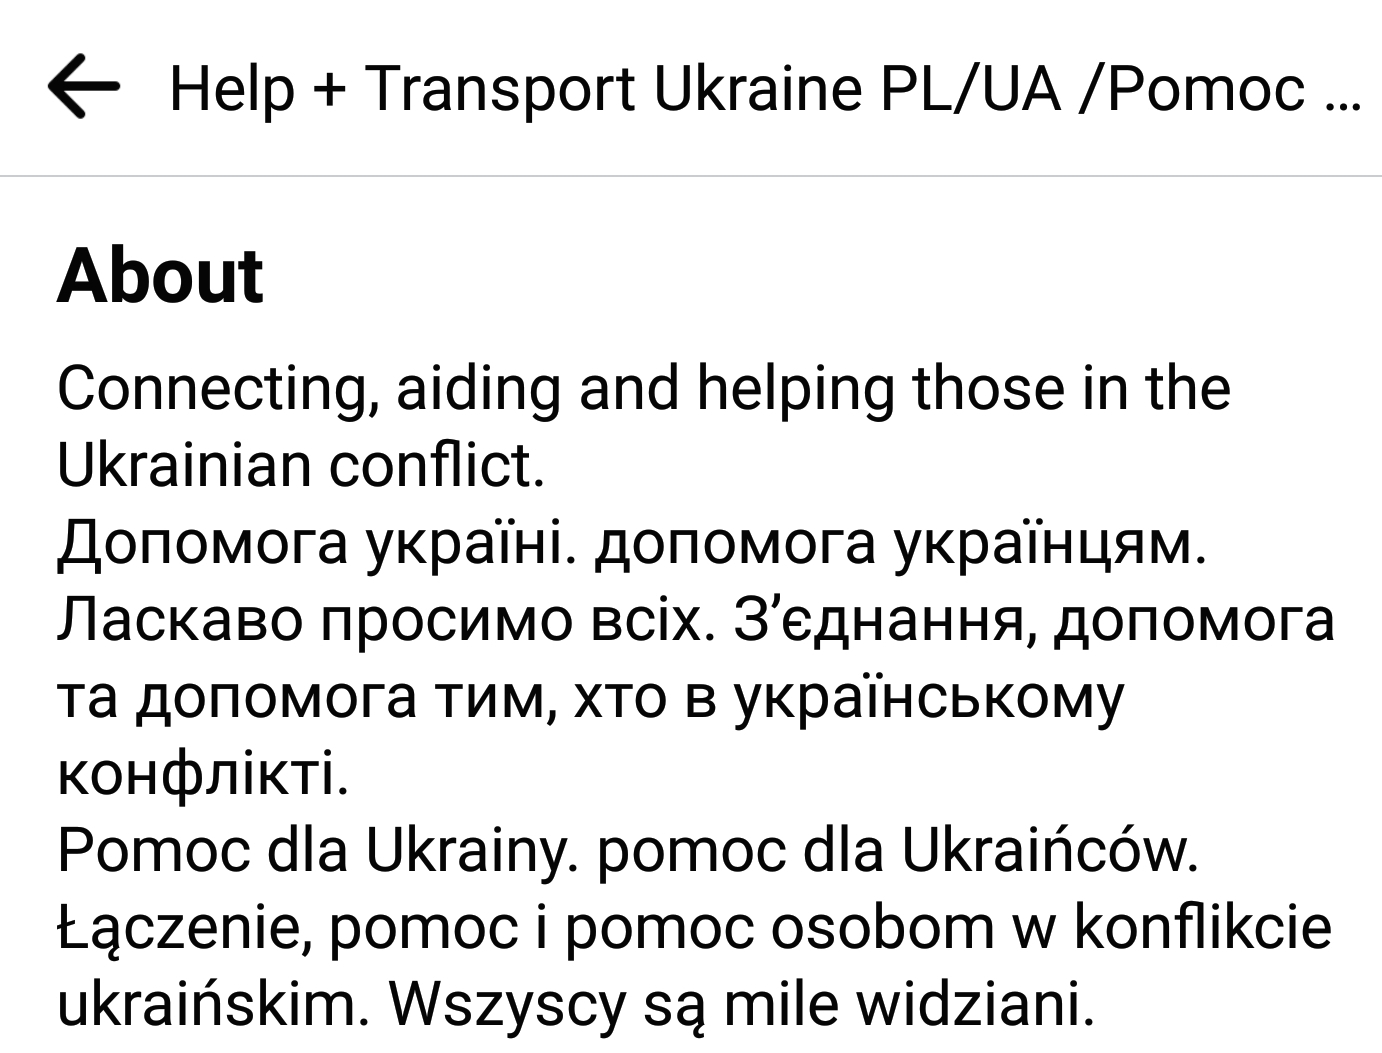 Help + Transport Ukraine PL/UA /Pomoc ...
About
Connecting, aiding and helping those in the
Ukrainian conflict.
Допомога україні. допомога українцям.
Ласкаво просимо всіх. З’єднання, допомога
та допомога тим, хто в українському
конфлікті.
Pomoc dla Ukrainy. pomoc dla Ukraińców.
Łączenie, pomoc i pomoc osobom w konflikcie
ukraińskim. Wszyscy są mile widziani.